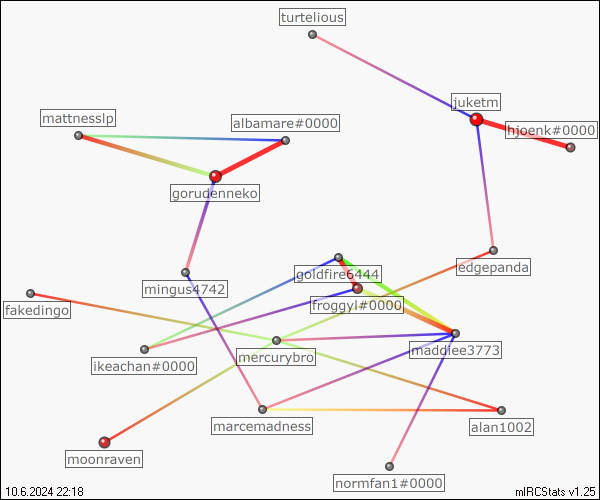 turtelious
juketm
mattnesslp
albamare#0000
hjoenk#0000
gorudenneko
edgepanda
goldfire6444
mingus4742
froggyl#0000
fakedingo
maddiee3773
mercurybro
ikeachan#0000
marcemadness
alan1002
moonraven
normfan1#0000
10.6.2024 22:18
mIRCStats v1.25